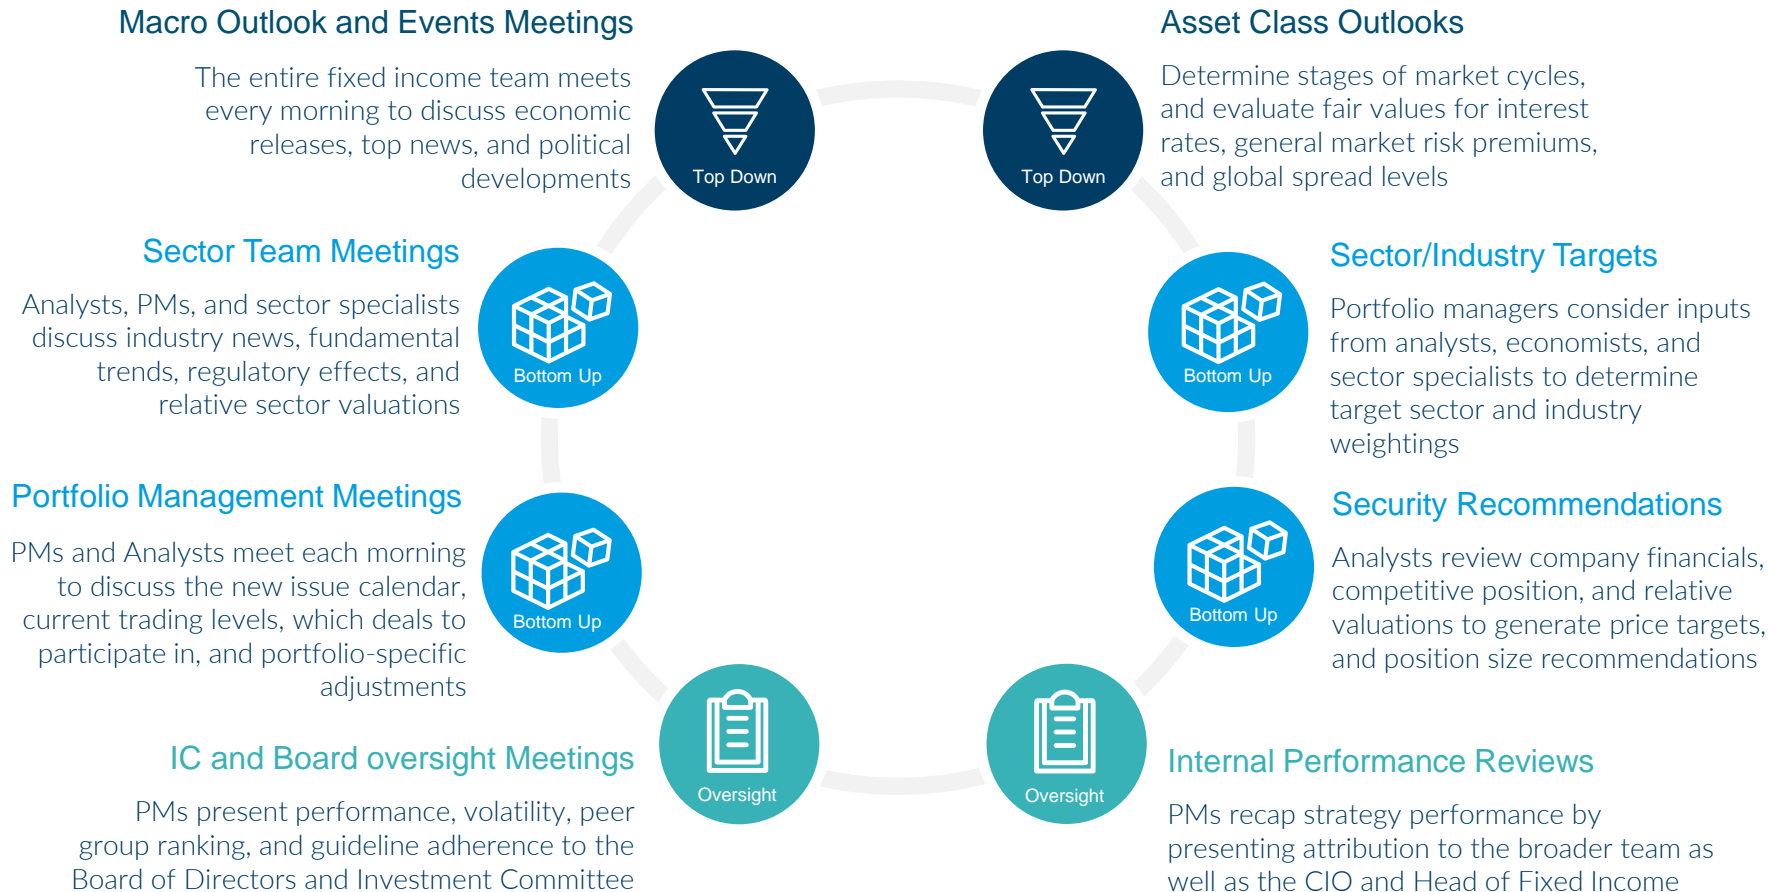 Macro Outlook and Events Meetings
The entire fixed income team meets
every morning to discuss economic
releases, top news, and political
developments
Top Down
Asset Class Outlooks
Determine stages of market cycles,
and evaluate fair values for interest
rates, general market risk premiums,
and global spread levels
Top Down
Sector Team Meetings
Analysts, PMs, and sector specialists
discuss industry news, fundamental
trends, regulatory effects, and
relative sector valuations
Bottom Up
Sector/Industry Targets
Portfolio managers consider inputs
from analysts, economists, and
sector specialists to determine
target sector and industry
weightings
Bottom Up
Portfolio Management Meetings
PMs and Analysts meet each morning
to discuss the new issue calendar,
current trading levels, which deals to
participate in, and portfolio-specific
adjustments
Bottom Up
Security Recommendations
Analysts review company financials,
competitive position, and relative
valuations to generate price targets,
and position size recommendations
Bottom Up
IC and Board oversight Meetings
PMs present performance, volatility, peer
group ranking, and guideline adherence to the
Board of Directors and Investment Committee
Oversight
Internal Performance Reviews
PMs recap strategy performance by
presenting attribution to the broader team as
well as the CIO and Head of Fixed Income
Oversight